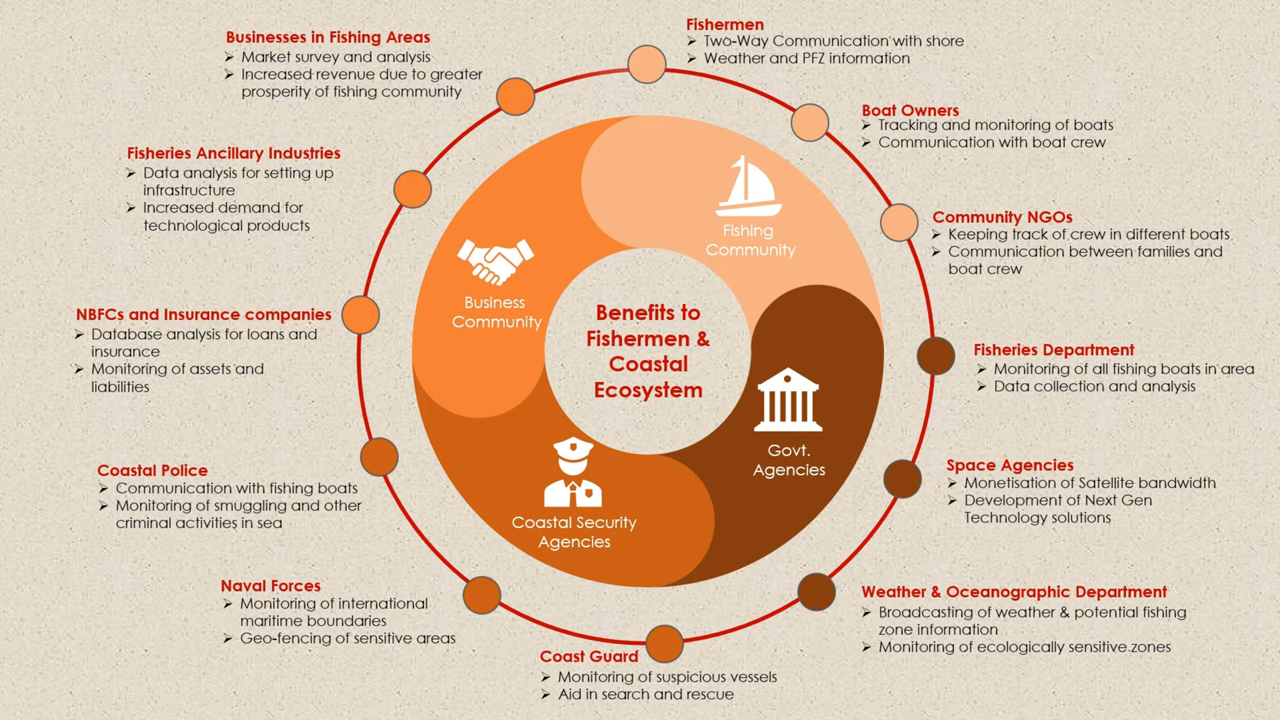 Benefits to
Fishermen &
Coastal
Ecosystem
Fishing
Community
Govt.
Agencies
Coastal Security
Agencies
Business
Community
Fishermen
➢ Two-Way Communication with shore
➢ Weather and PFZ information
Boat Owners
➢ Tracking and monitoring of boats
➢ Communication with boat crew
Community NGOs
➢ Keeping track of crew in different boats
➢ Communication between families and
boat crew
Fisheries Department
➢ Monitoring of all fishing boats in area
➢ Data collection and analysis
Space Agencies
➢ Monetisation of Satellite bandwidth
➢ Development of Next Gen
Technology solutions
Weather & Oceanographic Department
➢ Broadcasting of weather & potential fishing
zone information
➢ Monitoring of ecologically sensitive zones
Coast Guard
➢ Monitoring of suspicious vessels
➢ Aid in search and rescue
Naval Forces
➢ Monitoring of international
maritime boundaries
➢ Geo-fencing of sensitive areas
Coastal Police
➢ Communication with fishing boats
➢ Monitoring of smuggling and other
criminal activities in sea
NBFCs and Insurance companies
➢ Database analysis for loans and
insurance
➢ Monitoring of assets and
liabilities
Fisheries Ancillary Industries
➢ Data analysis for setting up
infrastructure
➢ Increased demand for
technological products
Businesses in Fishing Areas
➢ Market survey and analysis
➢ Increased revenue due to greater
prosperity of fishing community